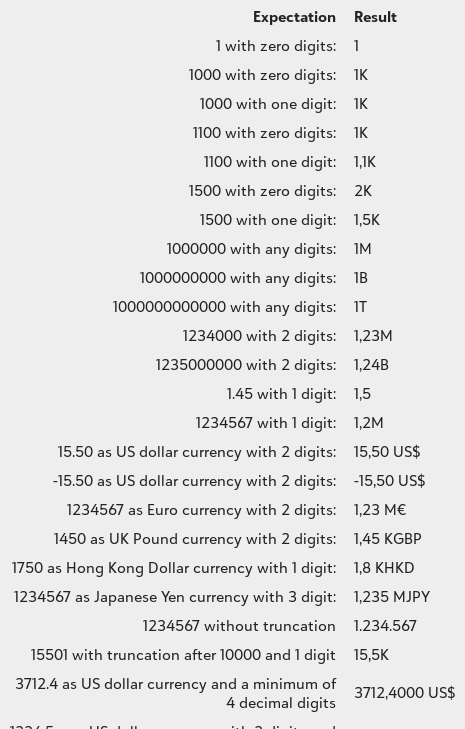 Expectation Result
1 with zero digits: 1
1000 with zero digits: 1K
1000 with one digit: 1K
1100 with zero digits: 1K
1100 with one digit: 1,1K
1500 with zero digits: 2K
1500 with one digit: 1,5K
1000000 with any digits: 1M
1000000000 with any digits: 1B
1000000000000 with any digits: 1T
1234000 with 2 digits: 1,23M
1235000000 with 2 digits: 1,24B
1.45 with 1 digit: 1,5
1234567 with 1 digit: 1,2M
15.50 as US dollar currency with 2 digits: 15,50 US$
-15.50 as US dollar currency with 2 digits: -15,50 US$
1234567 as Euro currency with 2 digits: 1,23 M€
1450 as UK Pound currency with 2 digits: 1,45 KGBP
1750 as Hong Kong Dollar currency with 1 digit: 1,8 KHKD
1234567 as Japanese Yen currency with 3 digit: 1,235 MJPY
1234567 without truncation 1.234.567
15501 with truncation after 10000 and 1 digit 15,5K
3712.4 as US dollar currency and a minimum of
4 decimal digits 3712,4000 US$